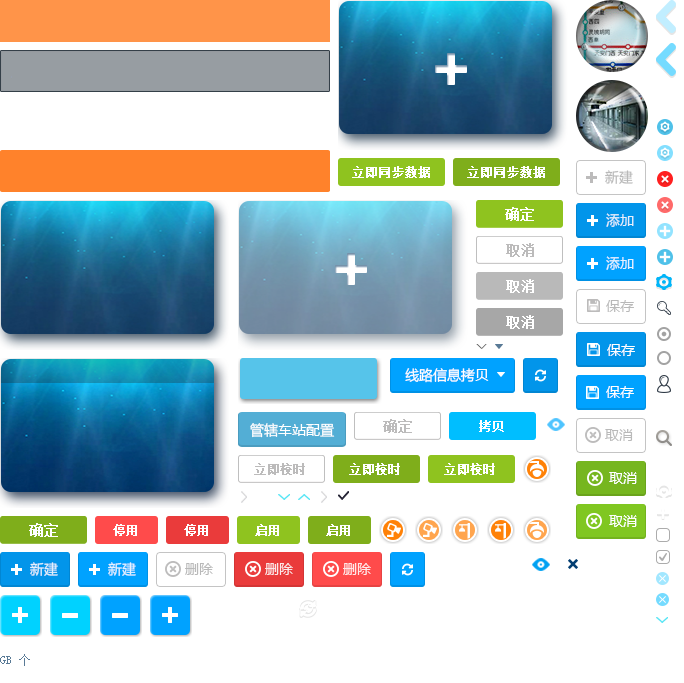 西四
灵境胡同
西单
天安门西 天安门东
立即同步数据 立即同步数据
新建
确定
添加
取消
添加
取消
保存
取消
保存
线路信息拷贝
保存
管辖车站配置 确定 拷贝
取消
立即校时 立即校时 立即校时
取消
确定 停用 停用 启用 启用
取消
新建 新建 删除 删除 删除
GB 个